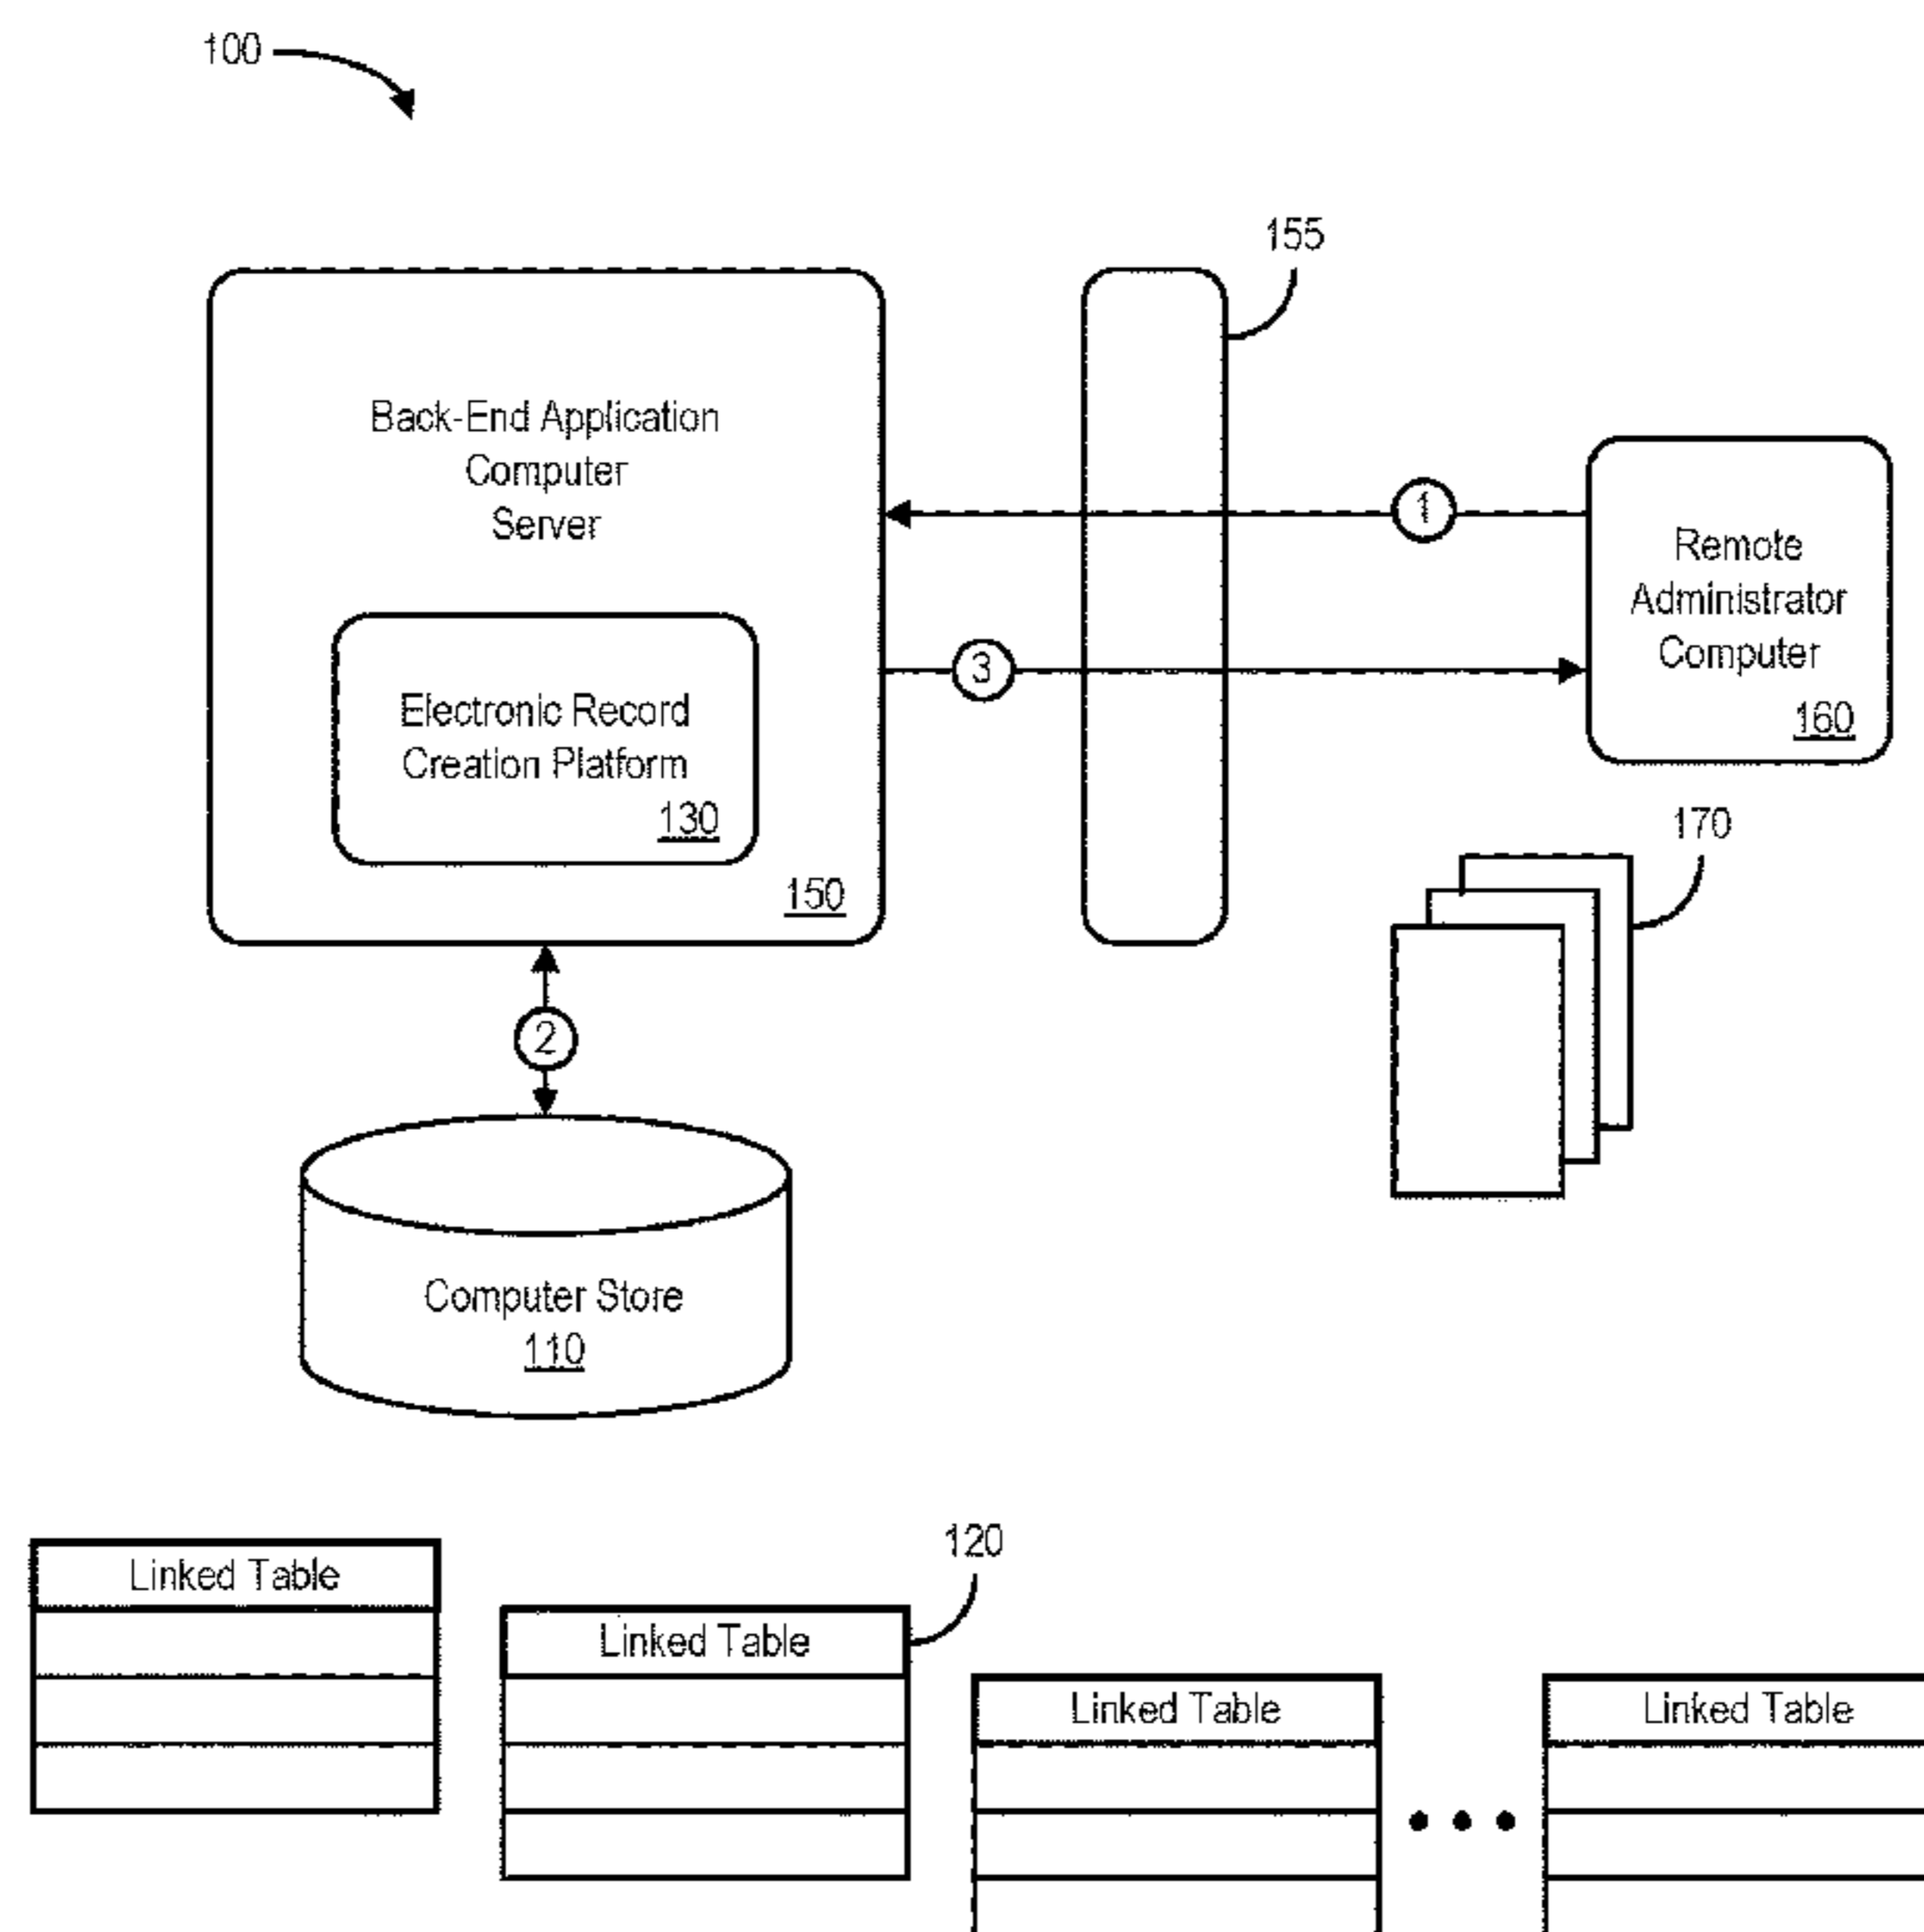 100
155
Back-End Application
Computer
Server
1
Remote
Administrator
Computer
160
3
Electronic Record
Creation Platform
130
150
170
2
Computer Store
110
120
Linked Table
Linked Table
Linked Table
Linked Table